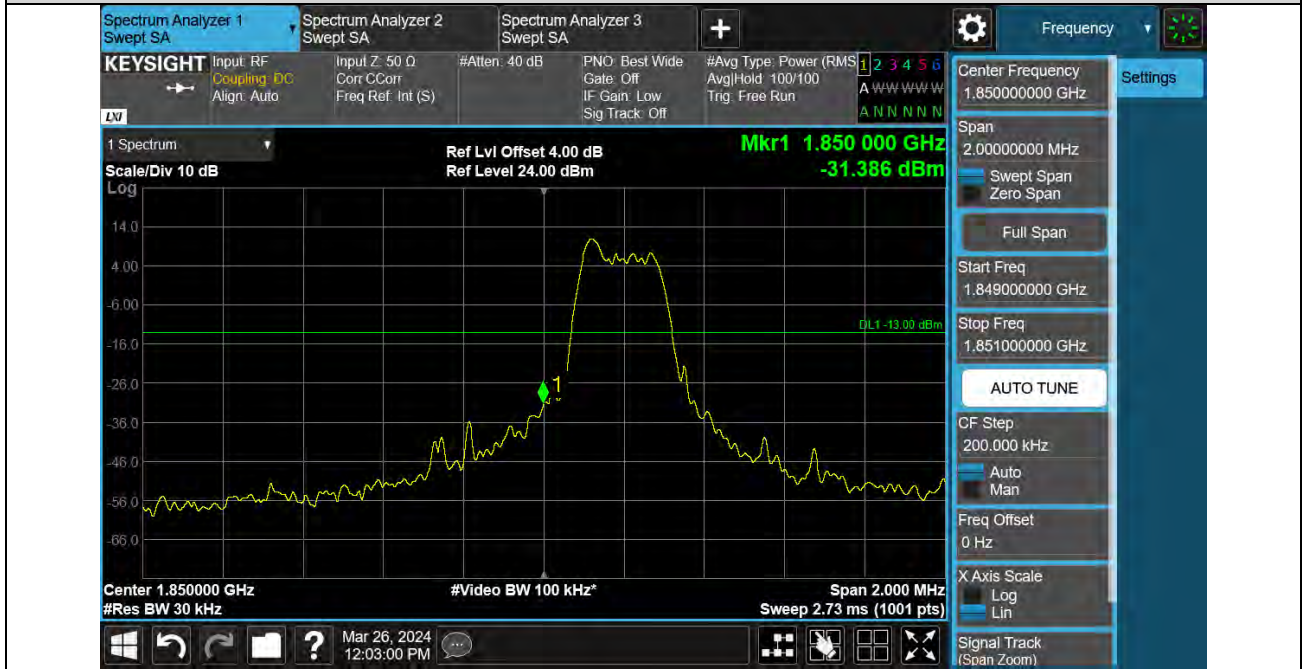 Spectrum Analyzer 1
Swept SA
Spectrum Analyzer 2
Swept SA
Spectrum Analyzer 3
Swept SA
+
Frequency
KEYSIGHT
LXI
Input: RF
Coupling: DC
Align: Auto
Input Z: 50 Ω
Corr CCorr
Freq Ref: Int (S)
#Atten: 40 dB
PNO: Best Wide
Gate: Off
IF Gain: Low
Sig Track: Off
#Avg Type: Power (RMS
Avg|Hold: 100/100
Trig: Free Run
1 2 3 4 5 6
A W W W W W
A N N N N N
1 Spectrum
Scale/Div 10 dB
Log
Ref Lvl Offset 4.00 dB
Ref Level 24.00 dBm
Mkr1 1.850 000 GHz
-31.386 dBm
14.0
4.00
-6.00
-16.0
-26.0
-36.0
-46.0
-56.0
-66.0
DL1 -13.00 dBm
1
Center 1.850000 GHz
#Res BW 30 kHz
#Video BW 100 kHz*
Span 2.000 MHz
Sweep 2.73 ms (1001 pts)
?
Mar 26, 2024
12:03:00 PM
Center Frequency
1.850000000 GHz
Settings
Span
2.00000000 MHz
Swept Span
Zero Span
Full Span
Start Freq
1.849000000 GHz
Stop Freq
1.851000000 GHz
AUTO TUNE
CF Step
200.000 kHz
Auto
Man
Freq Offset
0 Hz
X Axis Scale
Log
Lin
Signal Track
(Span Zoom)